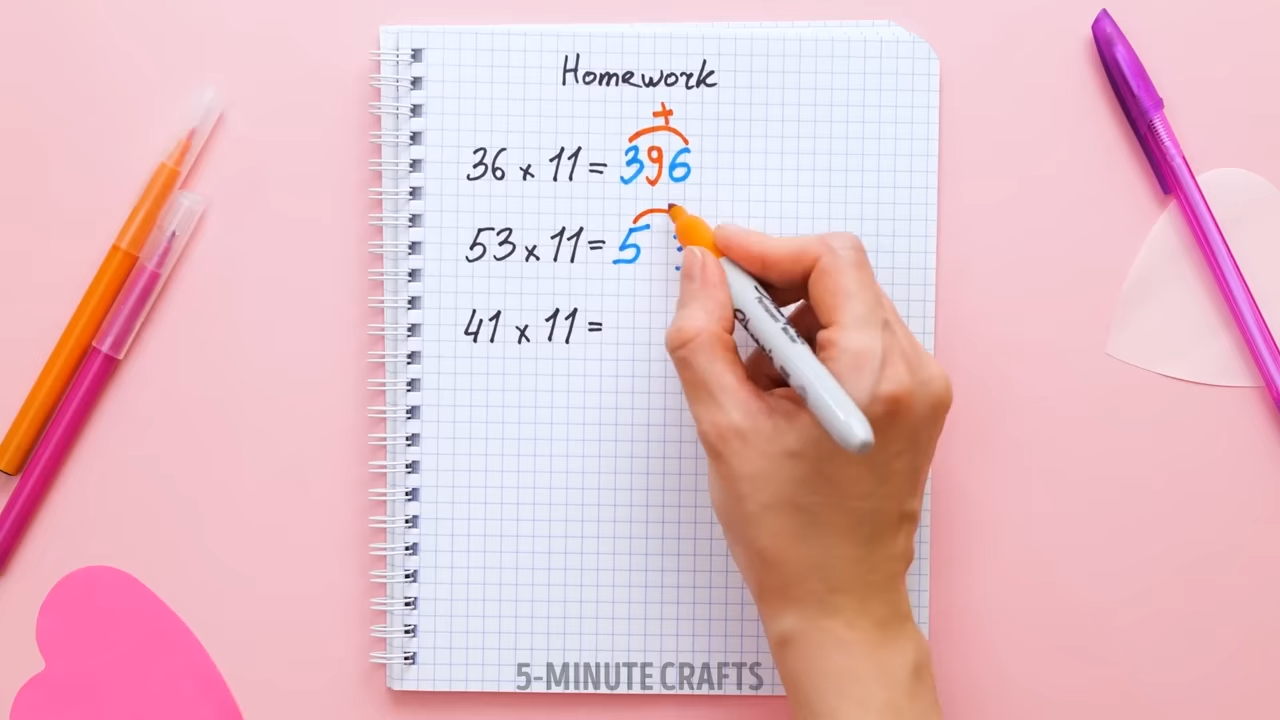 Homework
+
36 x 11 = 396
53 x 11 = 5
41 x 11 =
5-MINUTE CRAFTS